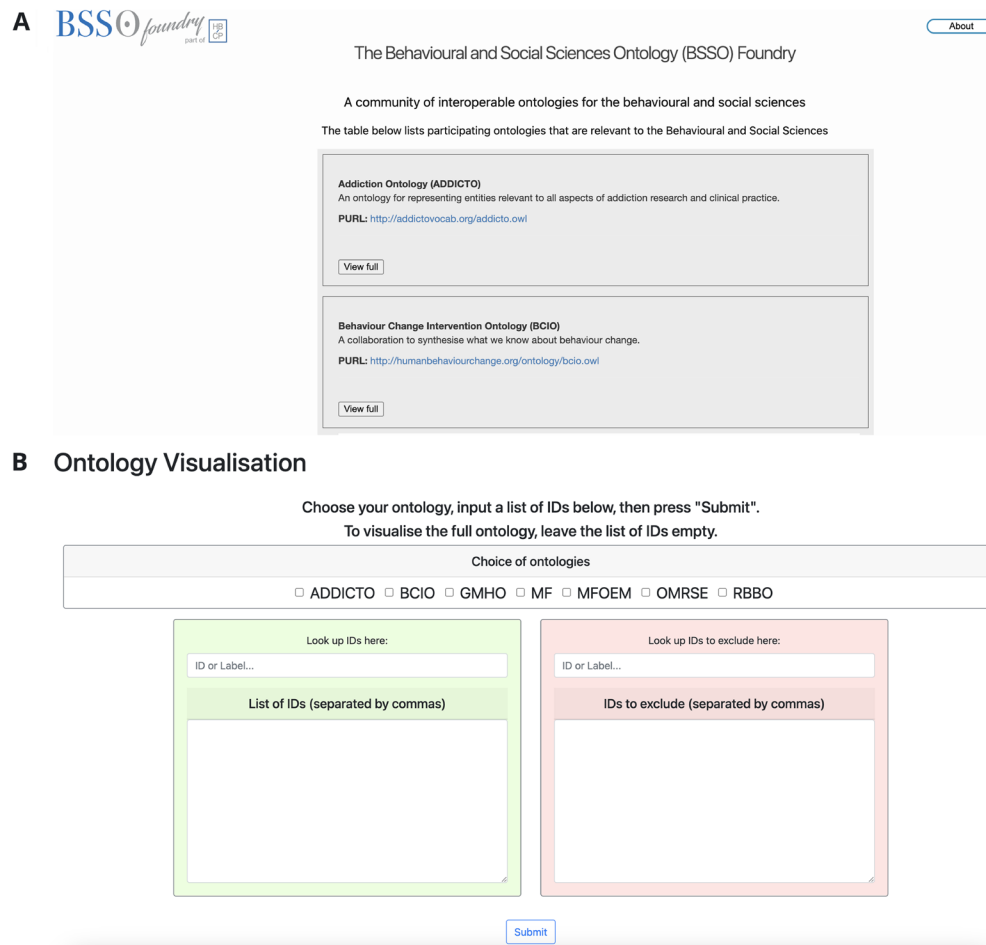 A
BSSO foundry
part of HB CP
About
The Behavioural and Social Sciences Ontology (BSSO) Foundry
A community of interoperable ontologies for the behavioural and social sciences
The table below lists participating ontologies that are relevant to the Behavioural and Social Sciences
Addiction Ontology (ADDICTO)
An ontology for representing entities relevant to all aspects of addiction research and clinical practice.
PURL: http://addictovocab.org/addicto.owl
View full
Behaviour Change Intervention Ontology (BCIO)
A collaboration to synthesise what we know about behaviour change.
PURL: http://humanbehaviourchange.org/ontology/bcio.owl
View full
B
Ontology Visualisation
Choose your ontology, input a list of IDs below, then press "Submit".
To visualise the full ontology, leave the list of IDs empty.
Choice of ontologies
ADDICTO BCIO GMHO MF MFOEM OMRSE RBBO
Look up IDs here:
ID or Label...
List of IDs (separated by commas)
Look up IDs to exclude here:
ID or Label...
IDs to exclude (separated by commas)
Submit